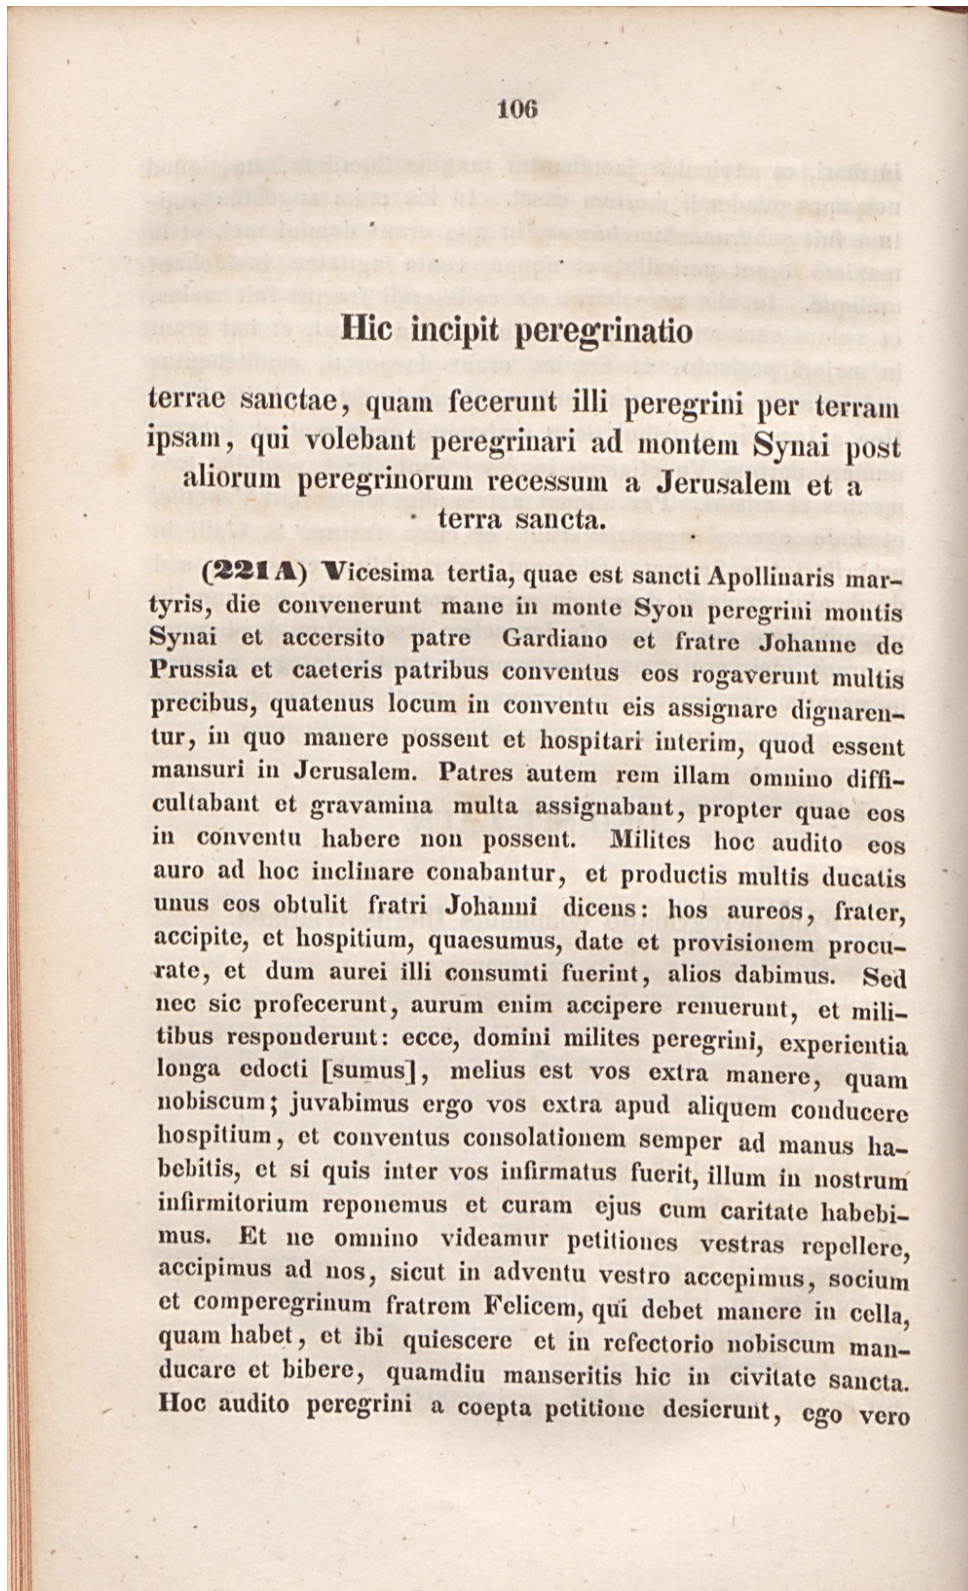 106
Hic incipit peregrinatio
terrae sanctae, quam fecerunt illi peregrini per terram
ipsam, qui volebant peregrinari ad montem Synai post
aliorum peregrinorum recessum a Jerusalem et a
terra sancta.
(221 A) Vicesima tertia, quae est sancti Apollinaris mar-
tyris, die convenerunt mane in monte Syon peregrini montis
Synai et accersito patre Gardiano et fratre Johanne de
Prussia et caeteris patribus conventus eos rogaverunt multis
precibus, quatenus locum in conventu eis assignare dignaren-
tur, in quo manere possent et hospitari interim, quod essent
mansuri in Jerusalem. Patres autem rem illam omnino diffi-
cultabant et gravamina multa assignabant, propter quae eos
in conventu habere non possent. Milites hoc audito eos
auro ad hoc inclinare conabantur, et productis multis ducatis
unus eos obtulit fratri Johanni dicens: hos aureos, frater,
accipite, et hospitium, quaesumus, date et provisionem procu-
rate, et dum aurei illi consumti fuerint, alios dabimus. Sed
nec sic profecerunt, aurum enim accipere renuerunt, et mili-
tibus responderunt: ecce, domini milites peregrini, experientia
longa edocti [sumus], melius est vos extra manere, quam
nobiscum; juvabimus ergo vos extra apud aliquem conducere
hospitium, et conventus consolationem semper ad manus ha-
bebitis, et si quis inter vos infirmatus fuerit, illum in nostrum
infirmitorium reponemus et curam ejus cum caritate habebi-
mus. Et ne omnino videamur petitiones vestras repellere,
accipimus ad nos, sicut in adventu vestro accepimus, socium
et comperegrinum fratrem Felicem, qui debet manere in cella,
quam habet, et ibi quiescere et in refectorio nobiscum man-
ducare et bibere, quamdiu manseritis hic in civitate sancta.
Hoc audito peregrini a coepta petitione desierunt, ego vero